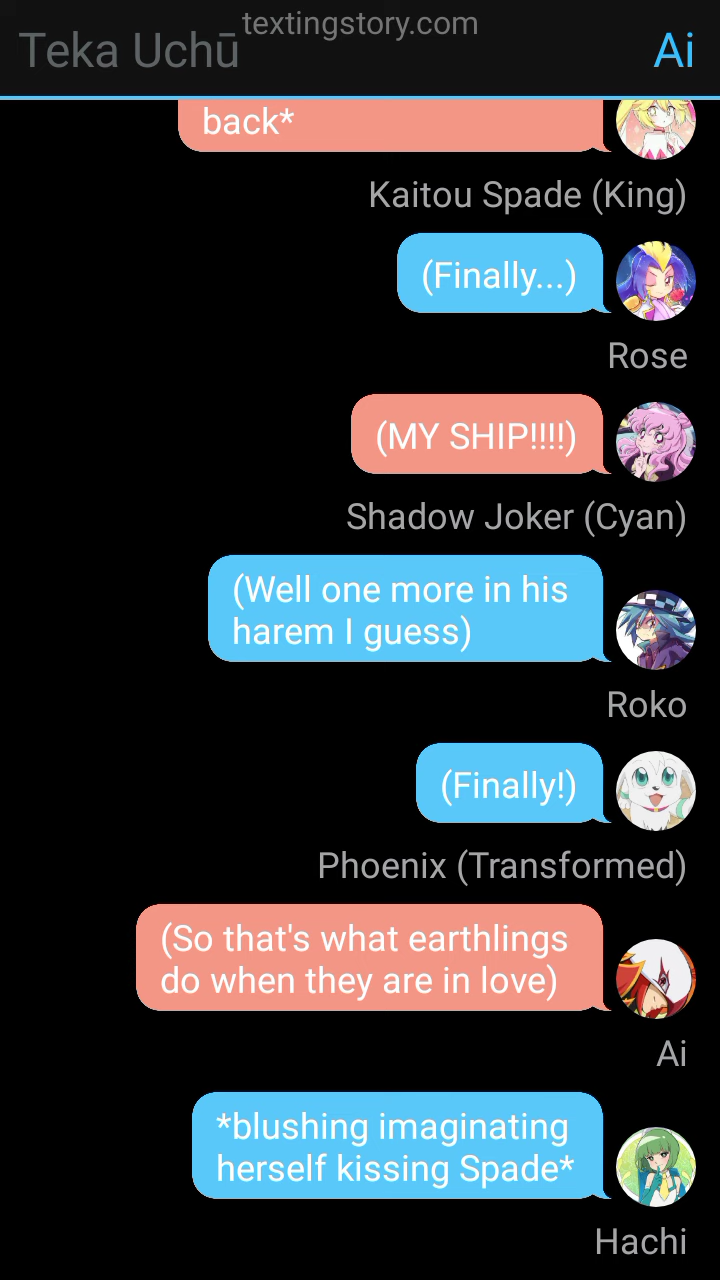 textingstory.com
Teka Uchū
Ai
back*
Kaitou Spade (King)
(Finally...)
Rose
(MY SHIP!!!!)
Shadow Joker (Cyan)
(Well one more in his
harem I guess)
Roko
(Finally!)
Phoenix (Transformed)
(So that's what earthlings
do when they are in love)
Ai
*blushing imaginating
herself kissing Spade*
Hachi